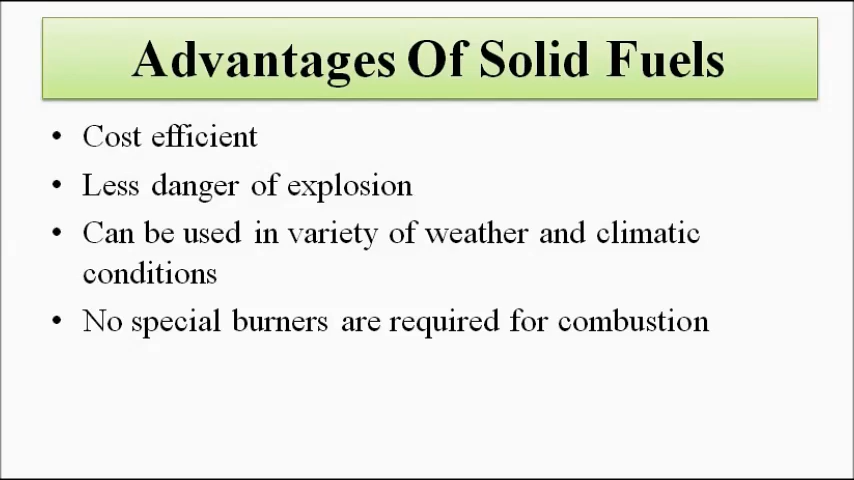 Advantages Of Solid Fuels
• Cost efficient
• Less danger of explosion
• Can be used in variety of weather and climatic
conditions
• No special burners are required for combustion